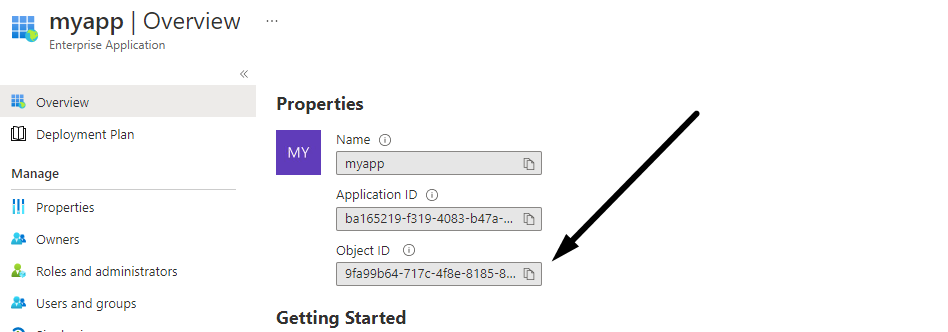 myapp | Overview ...
Enterprise Application
«
Overview
Deployment Plan
Manage
Properties
Owners
Roles and administrators
Users and groups
Properties
MY
Name
myapp
Application ID
ba165219-f319-4083-b47a-...
Object ID
9fa99b64-717c-4f8e-8185-8...
Getting Started